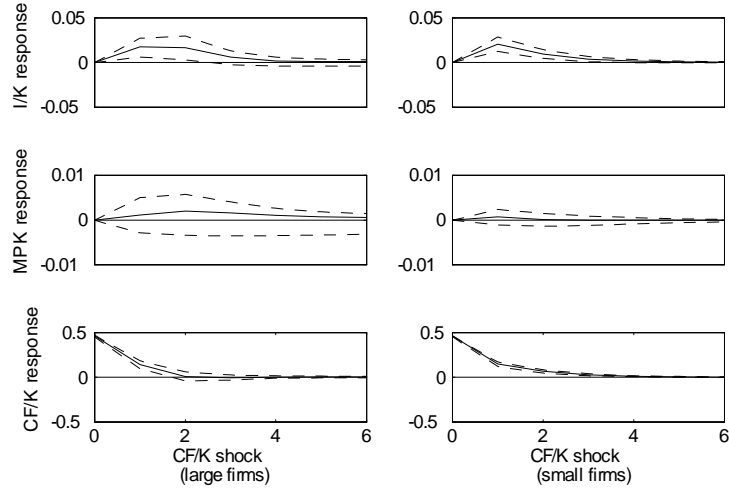 0.05
0
-0.05
I/K response
0.05
0
-0.05
0.01
0
-0.01
MPK response
0.01
0
-0.01
0.5
0
-0.5
CF/K response
0 2 4 6
CF/K shock
(large firms)
0.5
0
-0.5
0 2 4 6
CF/K shock
(small firms)